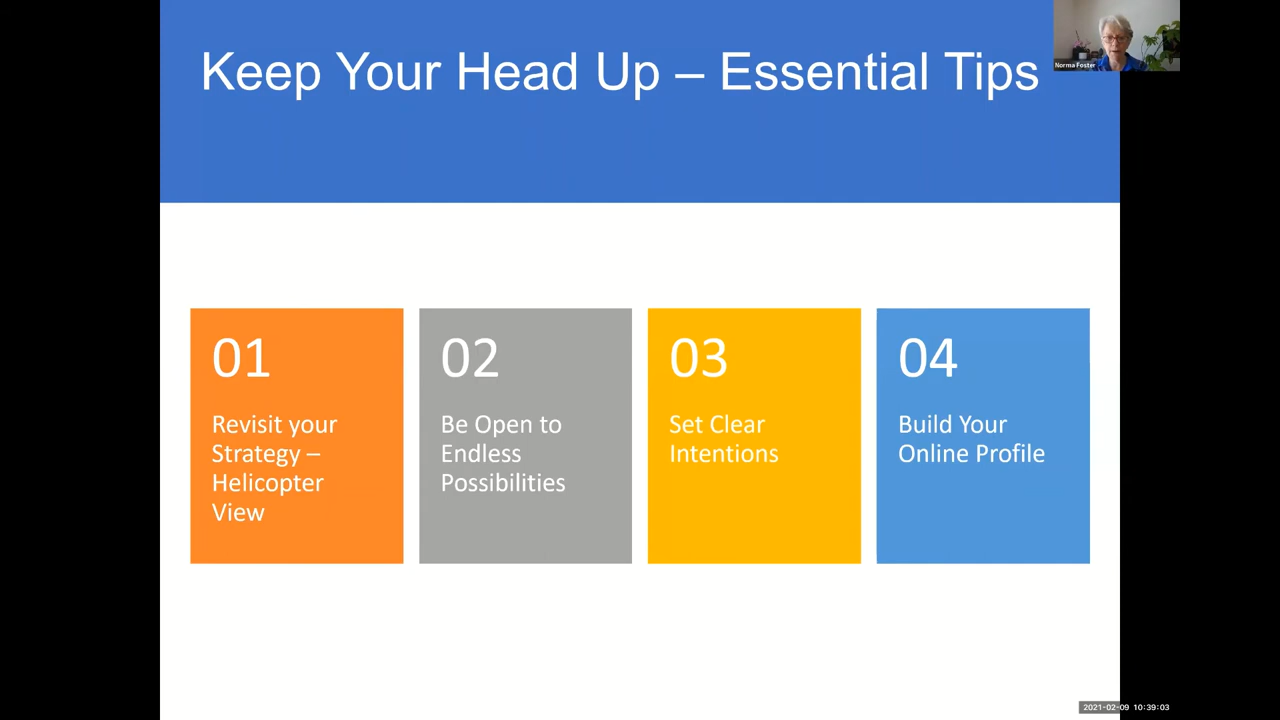 Keep Your Head Up – Essential Tips
Norma Foster
01
Revisit your
Strategy –
Helicopter
View
02
Be Open to
Endless
Possibilities
03
Set Clear
Intentions
04
Build Your
Online Profile
2021-02-09 10:39:03